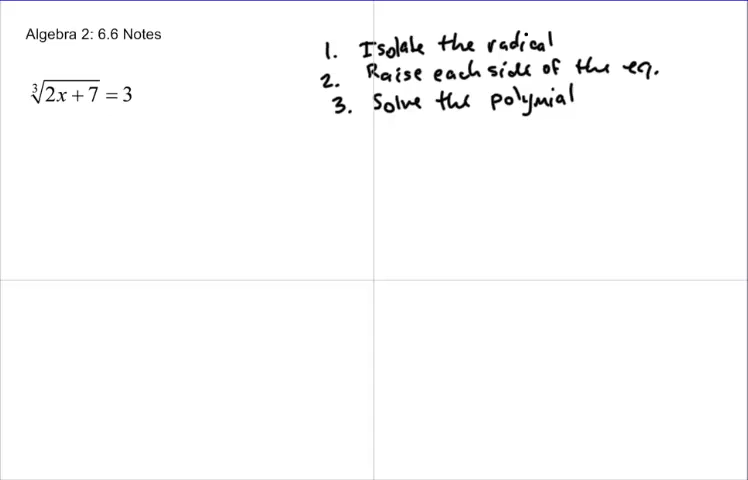 Algebra 2: 6.6 Notes
1. Isolate the radical
2. Raise each side of the eq.
3. Solve the polymial
∛(2x + 7) = 3